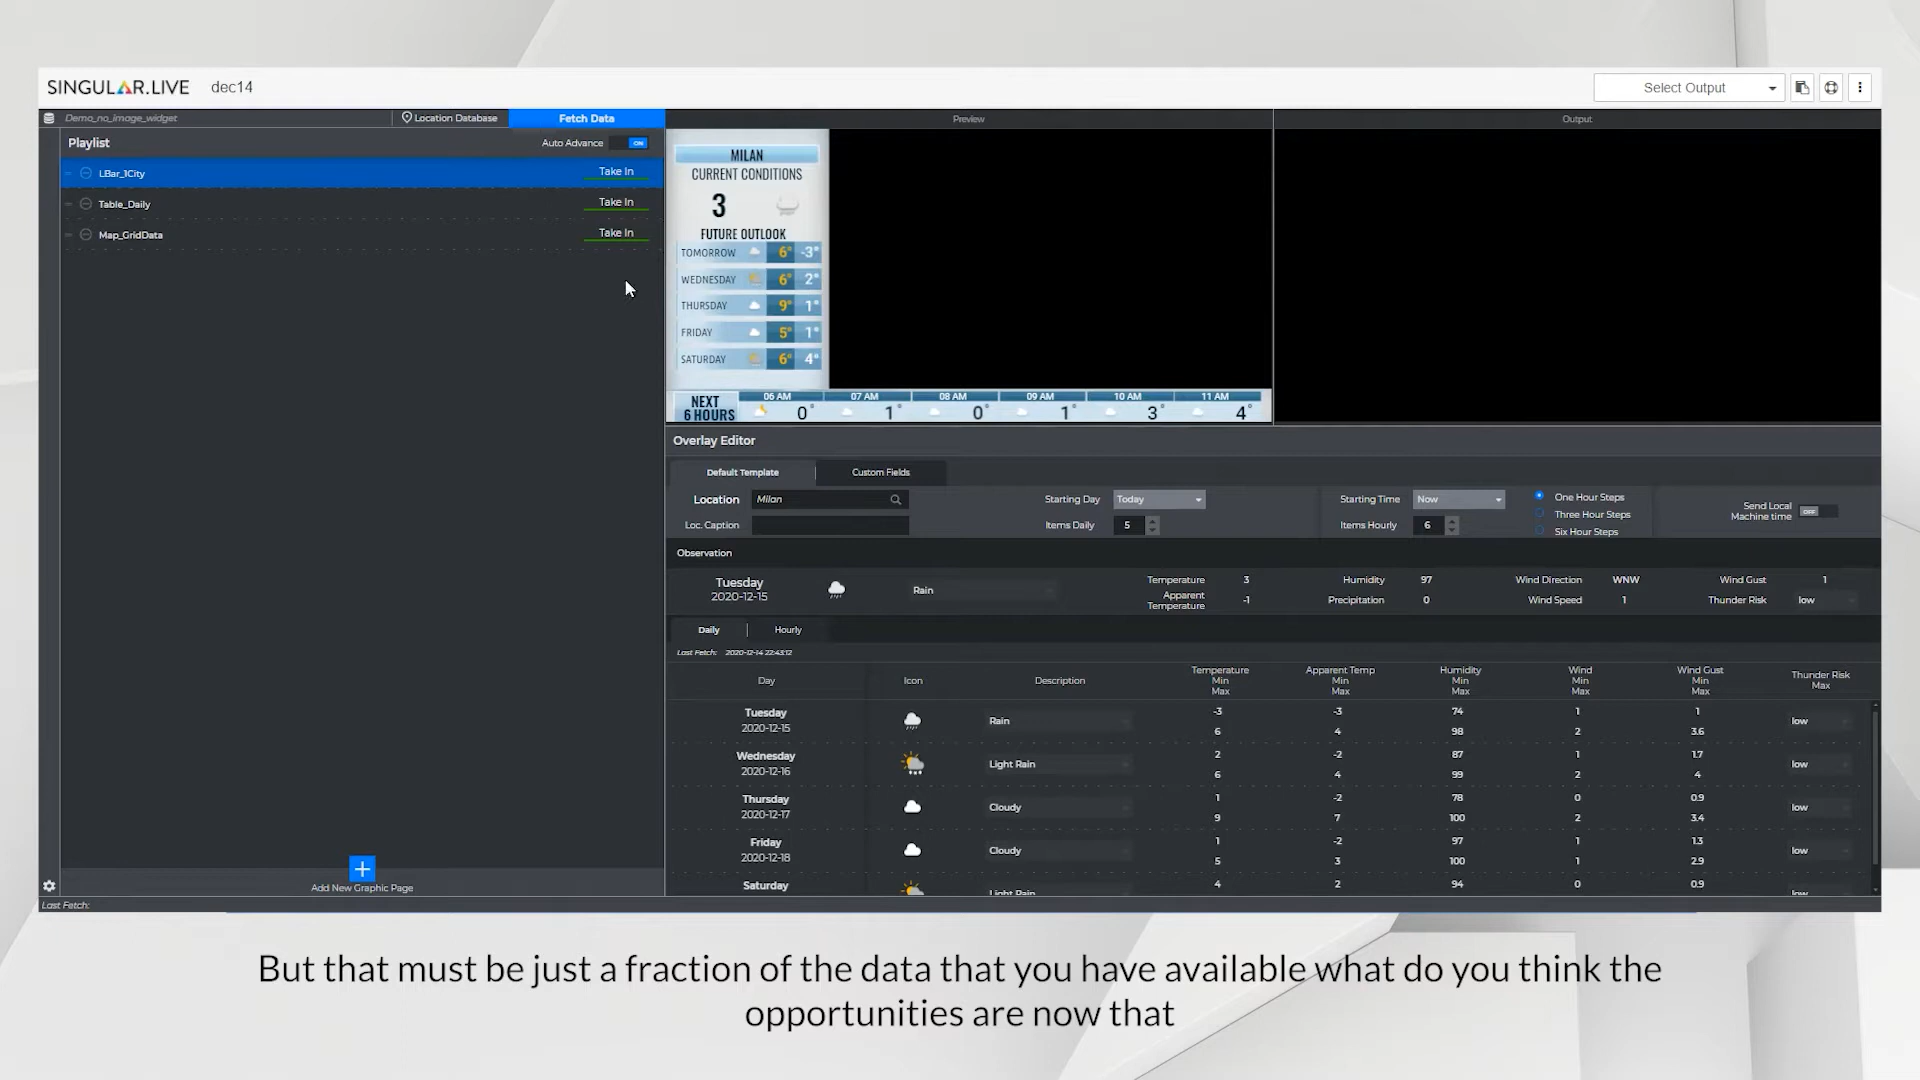 SINGULAR.LIVE dec14 Select Output
Demo_no_image_widget Location Database Fetch Data Preview Output
Playlist Auto Advance ON
LBar_1City Take In
Table_Daily Take In
Map_GridData Take In
Add New Graphic Page
Last Fetch:
MILAN
CURRENT CONDITIONS
3
FUTURE OUTLOOK
TOMORROW 6° -3°
WEDNESDAY 6° 2°
THURSDAY 9° 1°
FRIDAY 5° 1°
SATURDAY 6° 4°
NEXT 6 HOURS
06 AM 07 AM 08 AM 09 AM 10 AM 11 AM
0° 1° 0° 1° 3° 4°
Overlay Editor
Default Template Custom Fields
Location Milan Starting Day Today Starting Time Now One Hour Steps
Three Hour Steps
Loc. Caption Items Daily 5 Items Hourly 6 Six Hour Steps
Send Local
Machine time OFF
Observation
Tuesday
2020-12-15
Rain
Temperature 3 Humidity 97 Wind Direction WNW Wind Gust 1
Apparent
Temperature -1 Precipitation 0 Wind Speed 1 Thunder Risk low
Daily Hourly
Last Fetch: 2020-12-14 22:43:12
Day Icon Description
Temperature Apparent Temp Humidity Wind Wind Gust Thunder Risk
Min Min Min Min Min Max
Max Max Max Max Max
Tuesday -3 -3 74 1 1
2020-12-15 Rain low
6 4 98 2 3.6
Wednesday 2 -2 87 1 1.7
2020-12-16 Light Rain low
6 4 99 2 4
Thursday 1 -2 78 0 0.9
2020-12-17 Cloudy low
9 7 100 2 3.4
Friday 1 -2 97 1 1.3
2020-12-18 Cloudy low
5 3 100 1 2.9
Saturday 4 2 94 0 0.9
Light Rain low
But that must be just a fraction of the data that you have available what do you think the
opportunities are now that